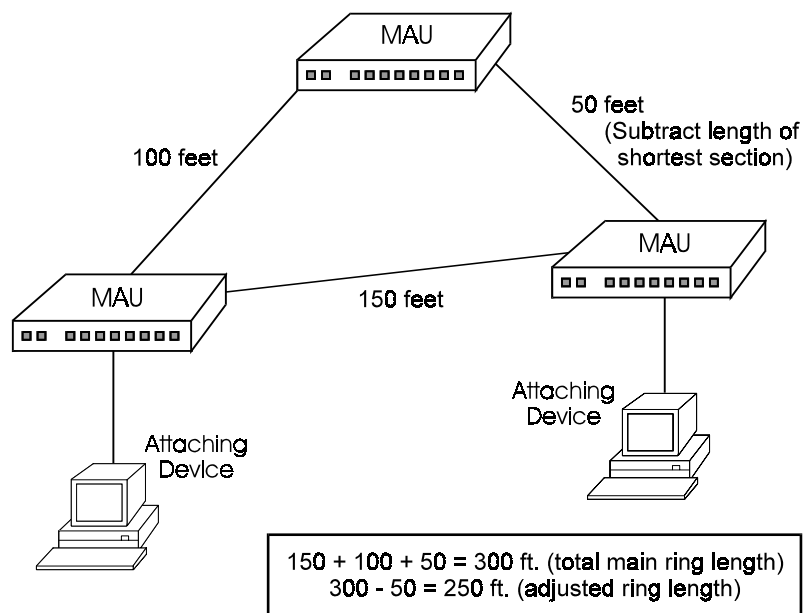 MAU
50 feet
(Subtract length of
shortest section)
100 feet
MAU
MAU
150 feet
Attaching
Device
Attaching
Device
150 + 100 + 50 = 300 ft. (total main ring length)
300 - 50 = 250 ft. (adjusted ring length)